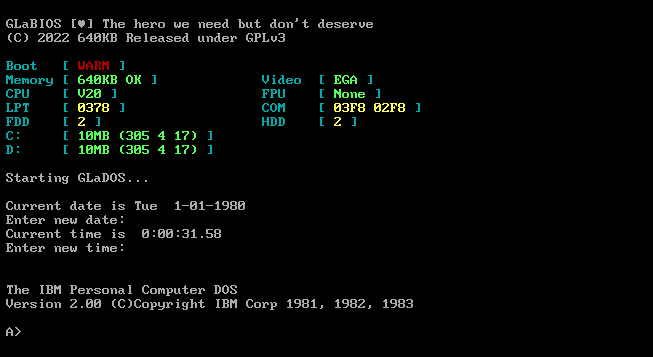 GLaBIOS [♥] The hero we need but don't deserve
(C) 2022 640KB Released under GPLv3
Boot [ WARM ]
Memory [ 640KB OK ] Video [ EGA ]
CPU [ V20 ] FPU [ None ]
LPT [ 0378 ] COM [ 03F8 02F8 ]
FDD [ 2 ] HDD [ 2 ]
C: [ 10MB (305 4 17) ]
D: [ 10MB (305 4 17) ]
Starting GLaDOS...
Current date is Tue 1-01-1980
Enter new date:
Current time is 0:00:31.58
Enter new time:
The IBM Personal Computer DOS
Version 2.00 (C)Copyright IBM Corp 1981, 1982, 1983
A>